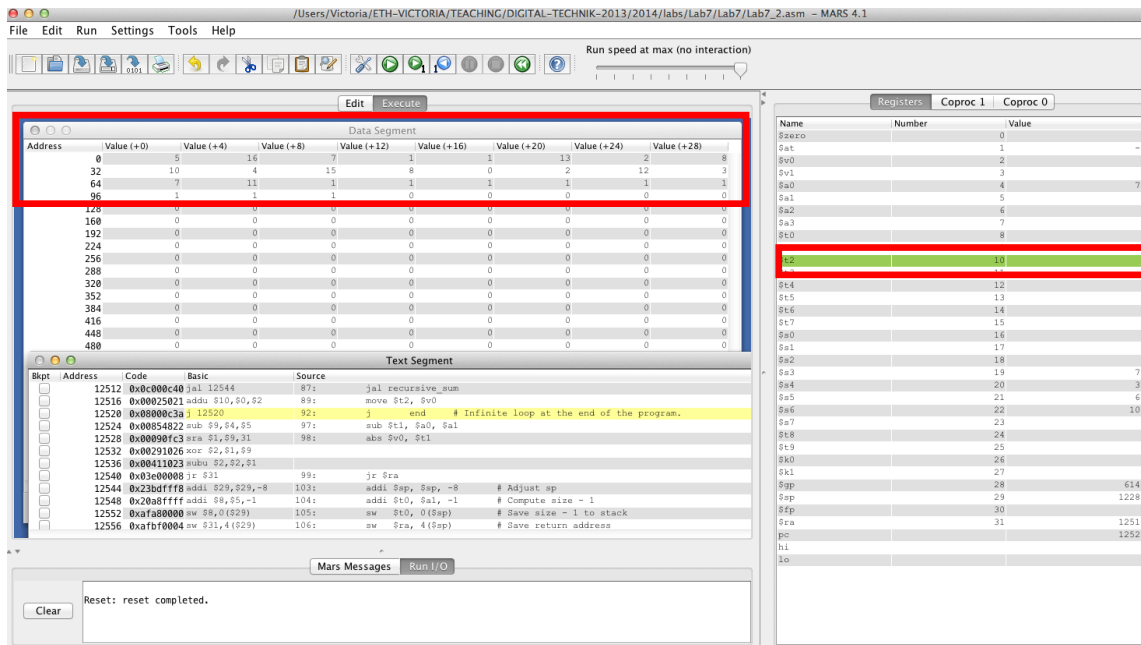 /Users/Victoria/ETH-VICTORIA/TEACHING/DIGITAL-TECHNIK-2013/2014/labs/Lab7/Lab7/Lab7_2.asm - MARS 4.1
File Edit Run Settings Tools Help
Run speed at max (no interaction)
Edit Execute
Data Segment
Address Value (+0) Value (+4) Value (+8) Value (+12) Value (+16) Value (+20) Value (+24) Value (+28)
0 5 16 7 1 1 13 2 8
32 10 4 15 8 0 2 12 3
64 7 11 1 1 1 1 1 1
96 1 1 1 0 0 0 0 0
128 0 0 0 0 0 0 0 0
160 0 0 0 0 0 0 0 0
192 0 0 0 0 0 0 0 0
224 0 0 0 0 0 0 0 0
256 0 0 0 0 0 0 0 0
288 0 0 0 0 0 0 0 0
320 0 0 0 0 0 0 0 0
352 0 0 0 0 0 0 0 0
384 0 0 0 0 0 0 0 0
416 0 0 0 0 0 0 0 0
448 0 0 0 0 0 0 0 0
480 0 0 0 0 0 0 0 0
Text Segment
Bkpt Address Code Basic Source
12512 0x0c000c40 jal 12544 87: jal recursive_sum
12516 0x00025021 addu $10,$0,$2 89: move $t2, $v0
12520 0x08000c3a j 12520 92: j end # Infinite loop at the end of the program.
12524 0x00854822 sub $9,$4,$5 97: sub $t1, $a0, $a1
12528 0x00090fc3 sra $1,$9,31 98: abs $v0, $t1
12532 0x00291026 xor $2,$1,$9
12536 0x00411023 subu $2,$2,$1
12540 0x03e00008 jr $31 99: jr $ra
12544 0x23bdfff8 addi $29,$29,-8 103: addi $sp, $sp, -8 # Adjust sp
12548 0x20a8ffff addi $8,$5,-1 104: addi $t0, $a1, -1 # Compute size - 1
12552 0xafa80000 sw $8,0($29) 105: sw $t0, 0($sp) # Save size - 1 to stack
12556 0xafbf0004 sw $31,4($29) 106: sw $ra, 4($sp) # Save return address
Mars Messages Run I/O
Reset: reset completed.
Clear
Registers Coproc 1 Coproc 0
Name Number Value
$zero 0
$at 1 -
$v0 2
$v1 3
$a0 4 7
$a1 5
$a2 6
$a3 7
$t0 8
$t2 10
11
$t4 12
$t5 13
$t6 14
$t7 15
$s0 16
$s1 17
$s2 18
$s3 19 7
$s4 20 3
$s5 21 6
$s6 22 10
$s7 23
$t8 24
$t9 25
$k0 26
$k1 27
$gp 28 614
$sp 29 1228
$fp 30
$ra 31 1251
pc 1252
hi
lo